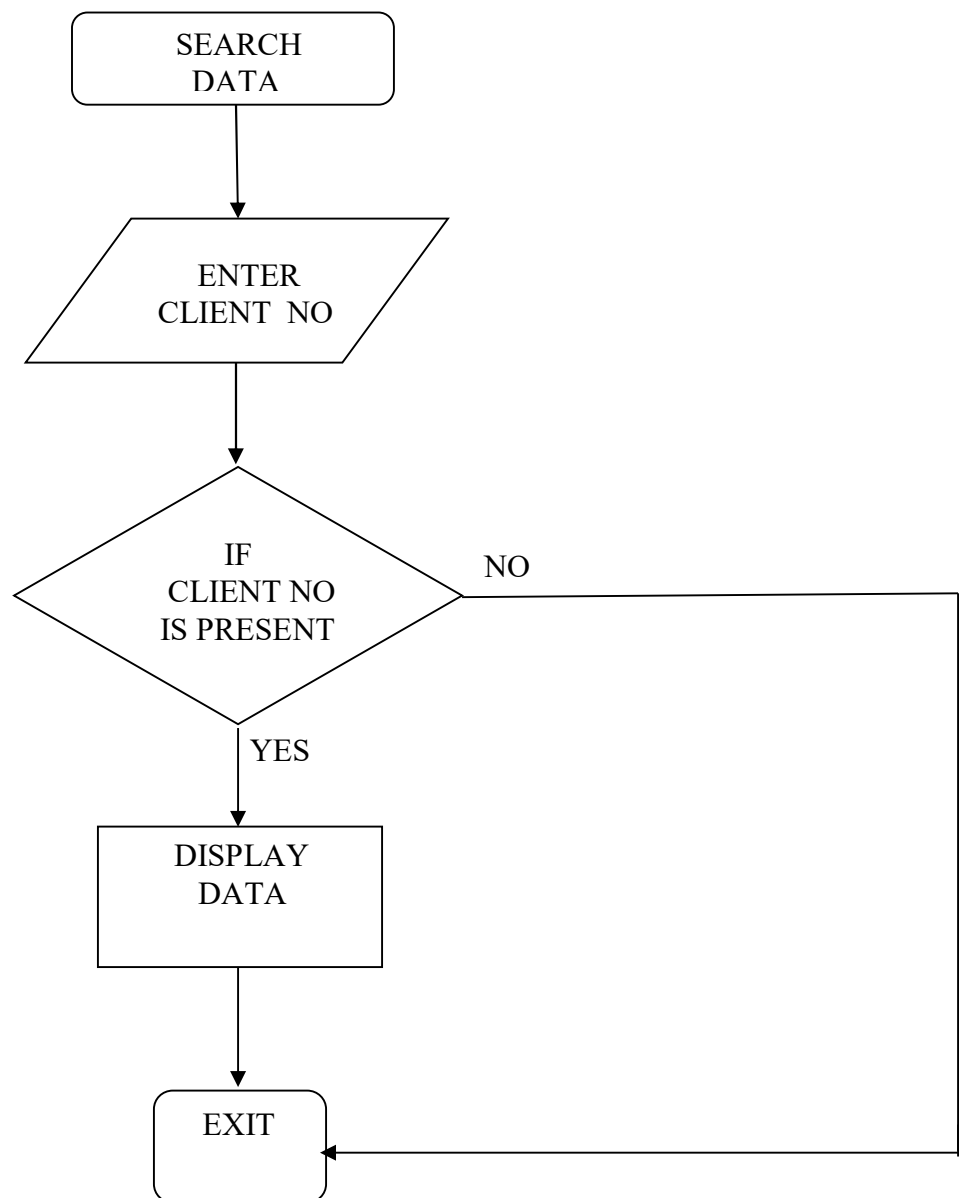 SEARCH
DATA
ENTER
CLIENT NO
IF
CLIENT NO
IS PRESENT
NO
YES
DISPLAY
DATA
EXIT